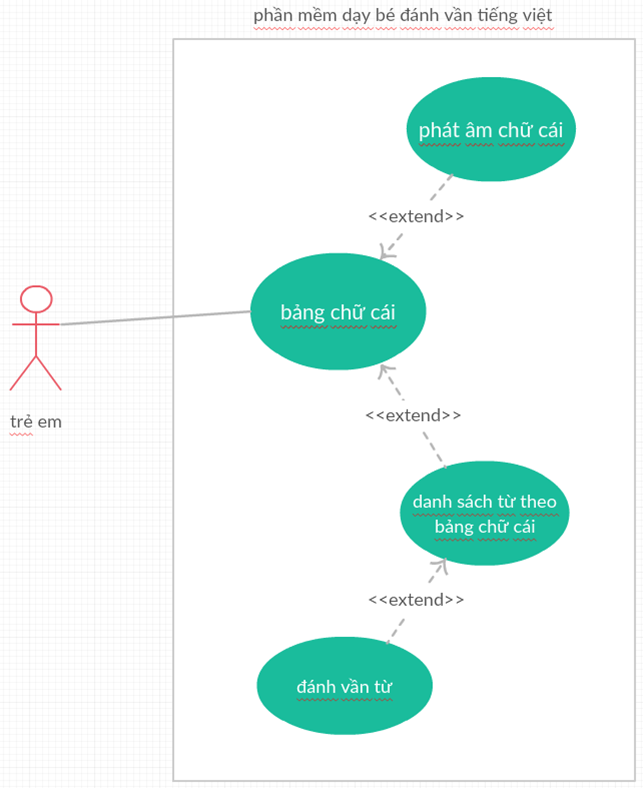 phần mềm dạy bé đánh vần tiếng việt
phát âm chữ cái
<<extend>>
bảng chữ cái
trẻ em
<<extend>>
danh sách từ theo
bảng chữ cái
<<extend>>
đánh vần từ